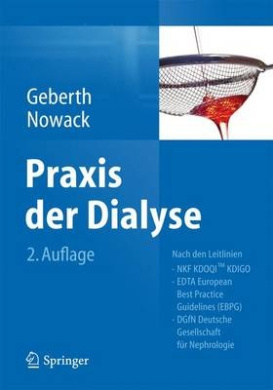 Geberth
Nowack
Praxis
der Dialyse
2. Auflage
Nach den Leitlinien
- NKF KDOQI™ KDIGO
- EDTA European
Best Practice
Guidelines (EBPG)
- DGfN Deutsche
Gesellschaft
für Nephrologie
Springer